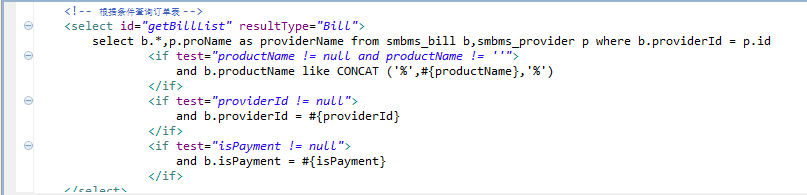 <!-- 根据条件查询订单表 -->
<select id="getBillList" resultType="Bill">
select b.*,p.proName as providerName from smbms_bill b,smbms_provider p where b.providerId = p.id
<if test="productName != null and productName != ''">
and b.productName like CONCAT ('%',#{productName},'%')
</if>
<if test="providerId != null">
and b.providerId = #{providerId}
</if>
<if test="isPayment != null">
and b.isPayment = #{isPayment}
</if>
</select>